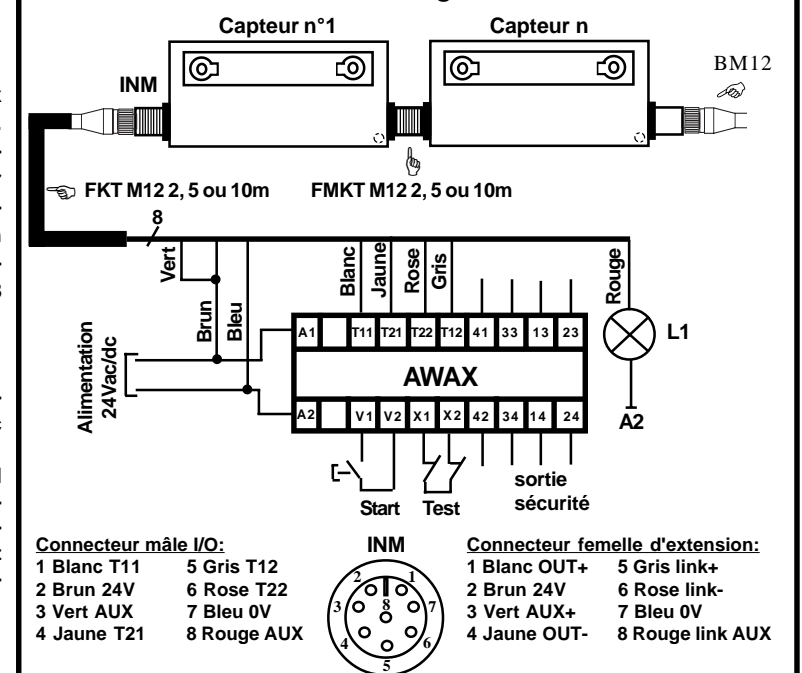 Capteur n°1
Capteur n
BM12
INM
FKT M12 2, 5 ou 10m
FMKT M12 2, 5 ou 10m
8
Vert
Brun
Bleu
Blanc
Jaune
Rose
Gris
Rouge
A1 T11 T21 T22 T12 41 33 13 23
L1
Alimentation
24Vac/dc
AWAX
A2 V1 V2 X1 X2 42 34 14 24
A2
Start
Test
sortie
sécurité
Connecteur mâle I/O:
1 Blanc T11
2 Brun 24V
3 Vert AUX
4 Jaune T21
5 Gris T12
6 Rose T22
7 Bleu 0V
8 Rouge AUX
INM
1
2
3
4
5
6
7
8
Connecteur femelle d'extension:
1 Blanc OUT+
2 Brun 24V
3 Vert AUX+
4 Jaune OUT-
5 Gris link+
6 Rose link-
7 Bleu 0V
8 Rouge link AUX